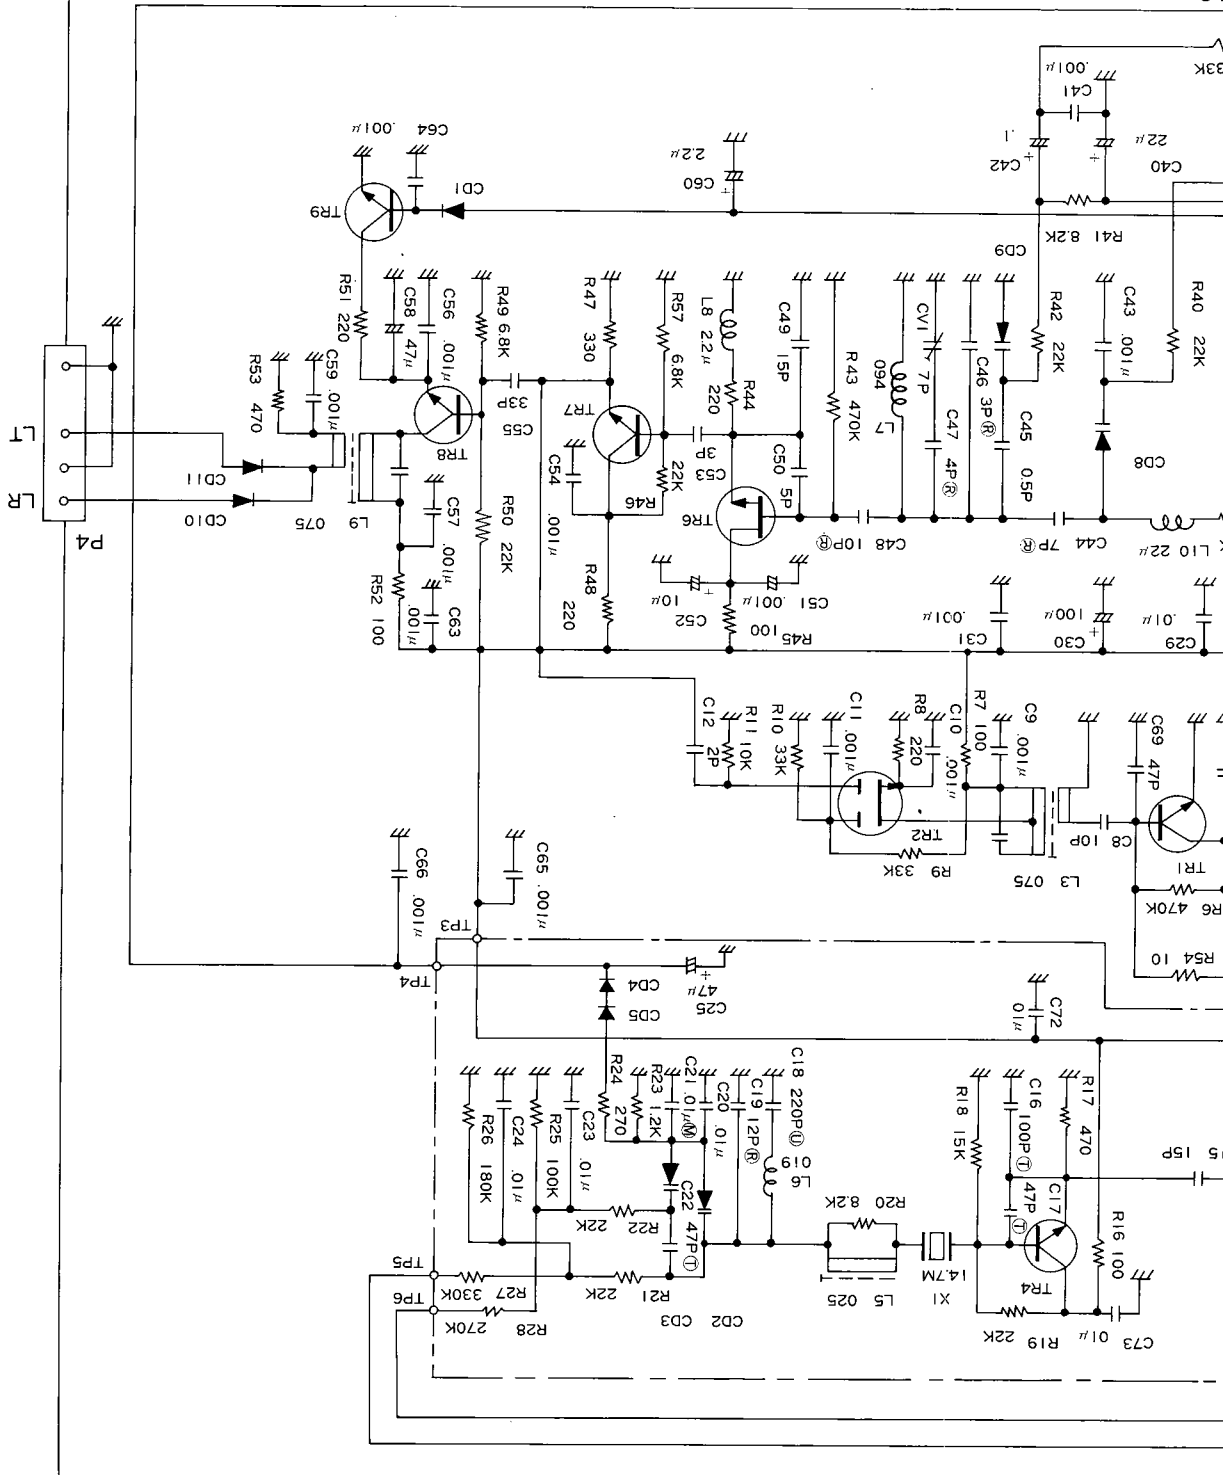 33K
.001μ
C41
22μ
C40
.1
C42
R41
8.2K
2.2μ
C60
.001μ
C64
CD1
TR9
CD9
R51
220
C58
47μ
C56
.001μ
R49 6.8K
R47
330
R57
6.8K
L8 2.2μ
R44
220
C49
15P
R43 470K
L7
094
CV1
7P
C47
4P®
C46 3P®
C45
0.5P
R42
22K
C43
.001μ
R40
22K
CD8
R53
470
C59
.001μ
33P
C55
TR8
TR7
3P
C53
C54
.001μ
R46
22K
C50
5P
TR6
C48 10P®
C44 7P®
L10 22μ
LT
LR
P4
CD11
CD10
L9
075
C57
.001μ
R52 100
C63
.001μ
R50 22K
R48
220
10μ
C52
.001μ
C51
R45
100
.001μ
C31
100μ
C30
.01μ
C29
C12
2P
R11 10K
R10 33K
C11
.001μ
R8
220
C10
.001μ
R7
100
C9
.001μ
C69
47P
TR2
R9
33K
L3 075
C8 10P
TR1
R6 470K
R54
10
C66
.001μ
C65
.001μ
TP3
TP4
CD4
CD5
47μ
C25
C72
.01μ
R26
180K
C24
.01μ
R25
100K
C23
.01μ
R24
270
R23
1.2K
C21 .01μⓂ
C20
.01μ
C19
12P®
C18 220PⓊ
L6
019
R18 15K
C16
100PⓉ
R17
470
15P
R22
22K
C22
47PⓉ
R20
8.2K
47P
C17
Ⓣ
R16 100
TR4
TP5
TP6
R27
330K
R21
22K
R28
270K
CD3
CD2
L5 025
X1
14.7M
R19
22K
.01μ
C73